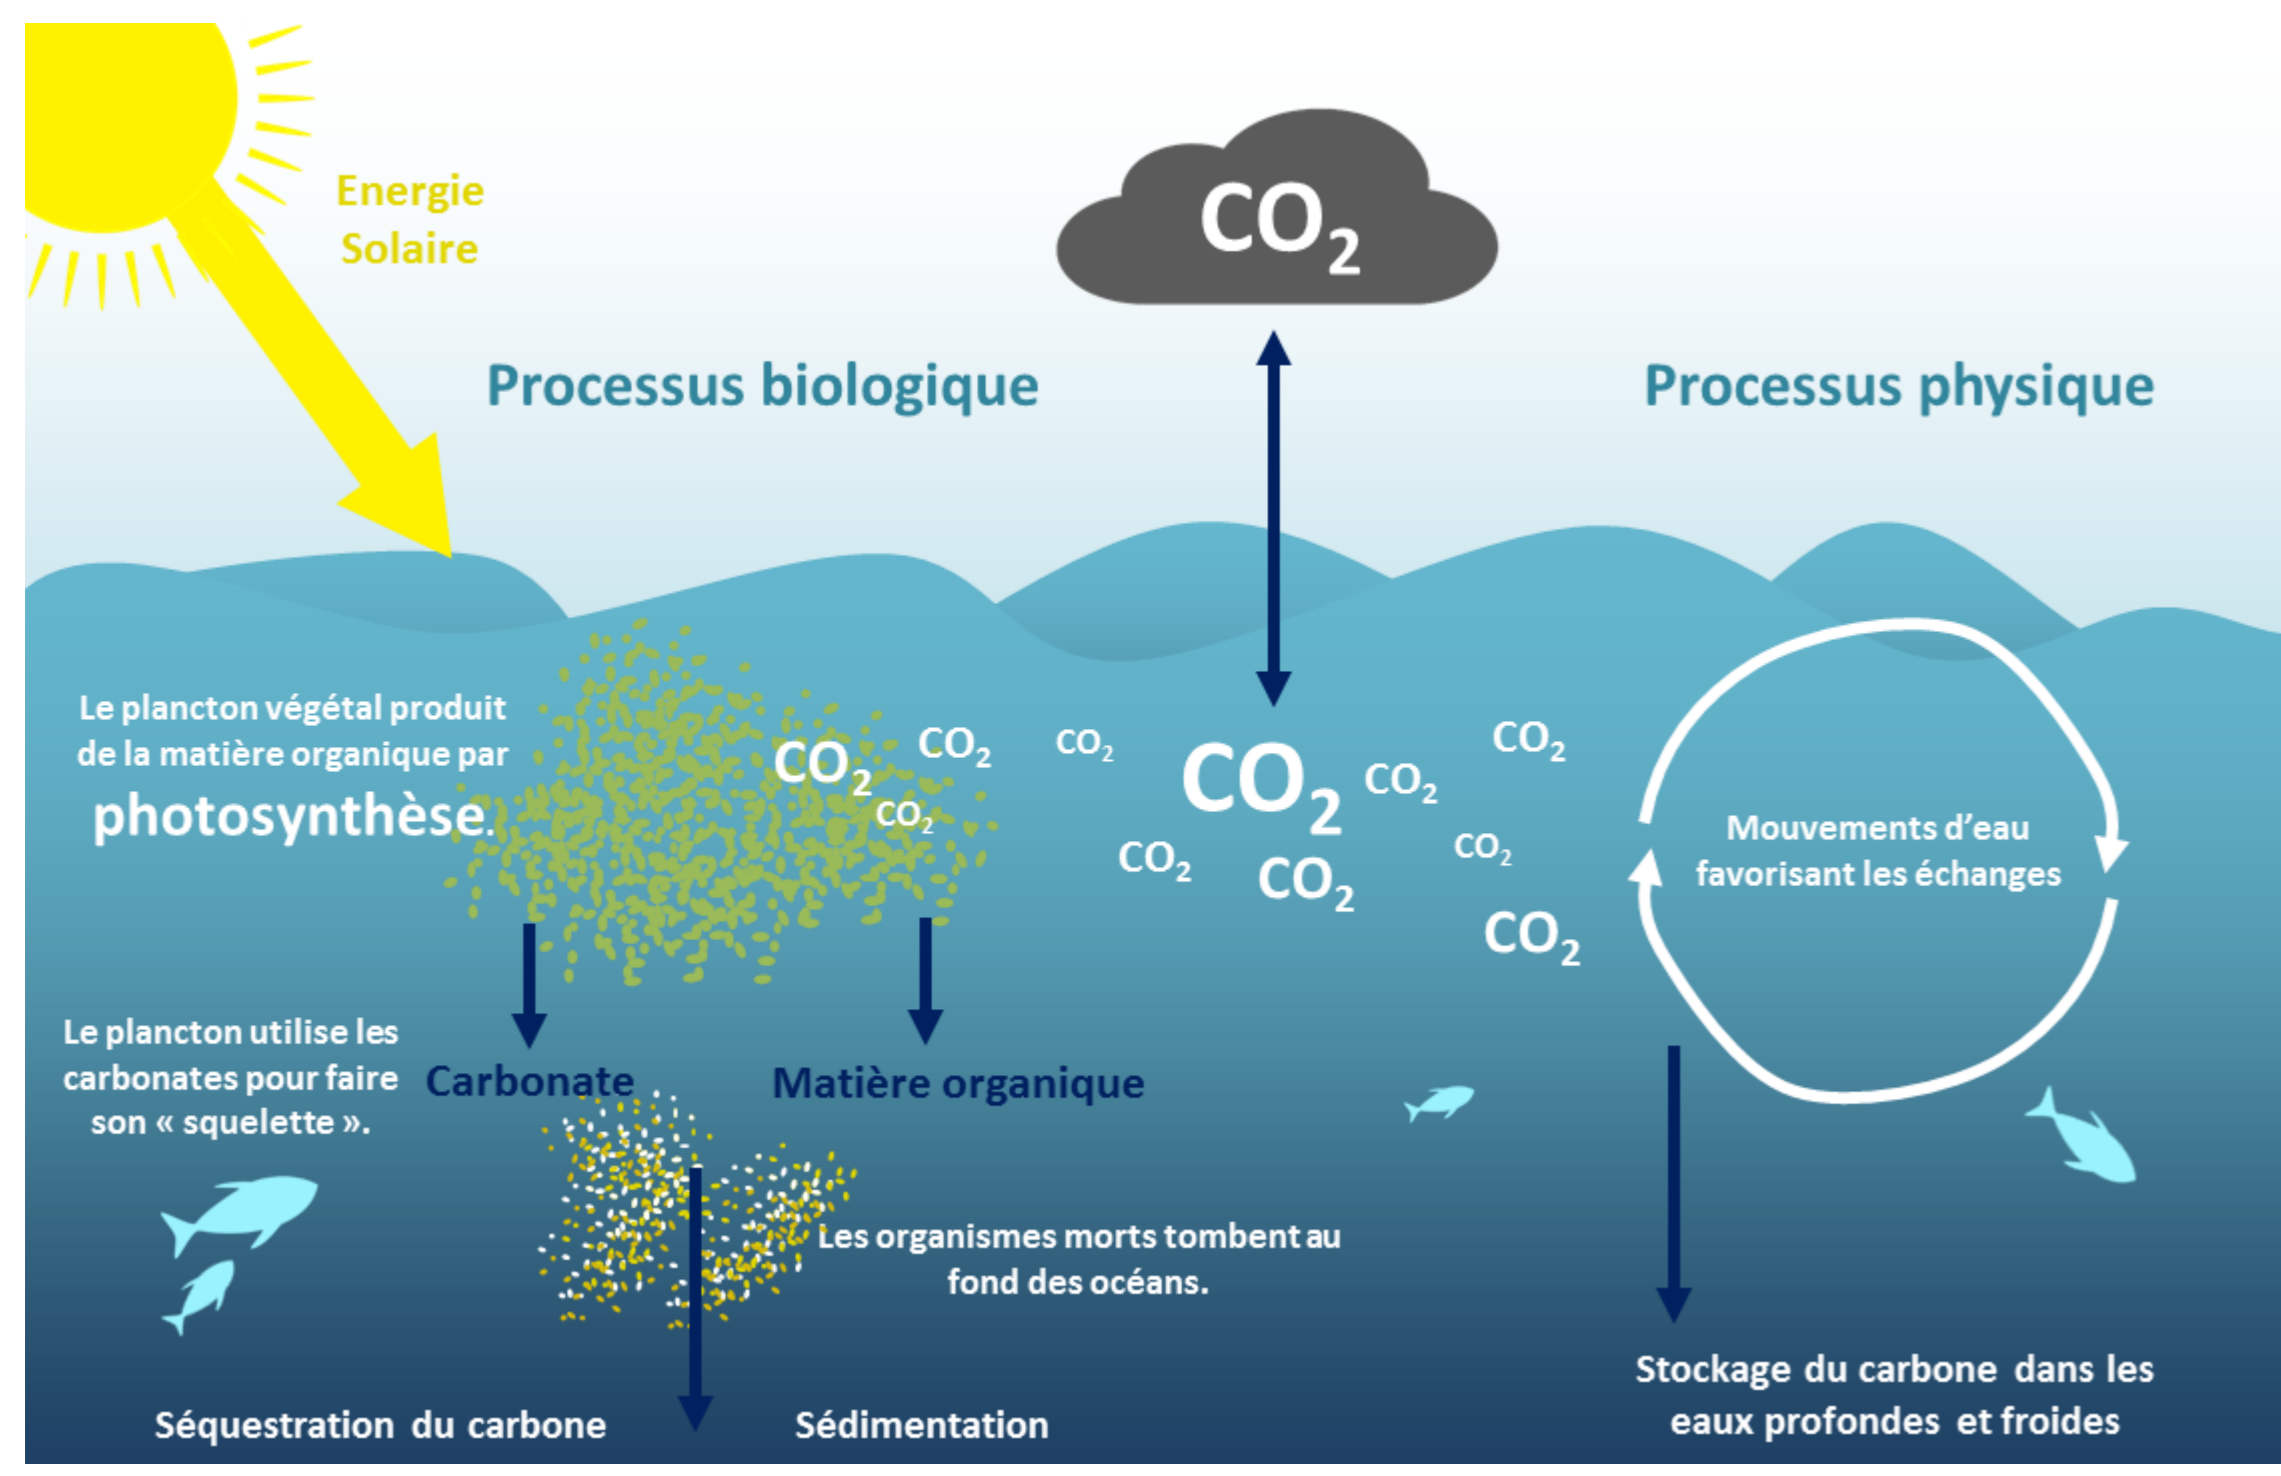 Energie
Solaire
CO₂
Processus biologique
Processus physique
Le plancton végétal produit
de la matière organique par
photosynthèse.
CO₂
CO₂
CO₂
CO₂
CO₂
CO₂
CO₂
CO₂
CO₂
CO₂
CO₂
Mouvements d'eau
favorisant les échanges
Le plancton utilise les
carbonates pour faire
son « squelette ».
Carbonate
Matière organique
Les organismes morts tombent au
fond des océans.
Séquestration du carbone
Sédimentation
Stockage du carbone dans les
eaux profondes et froides